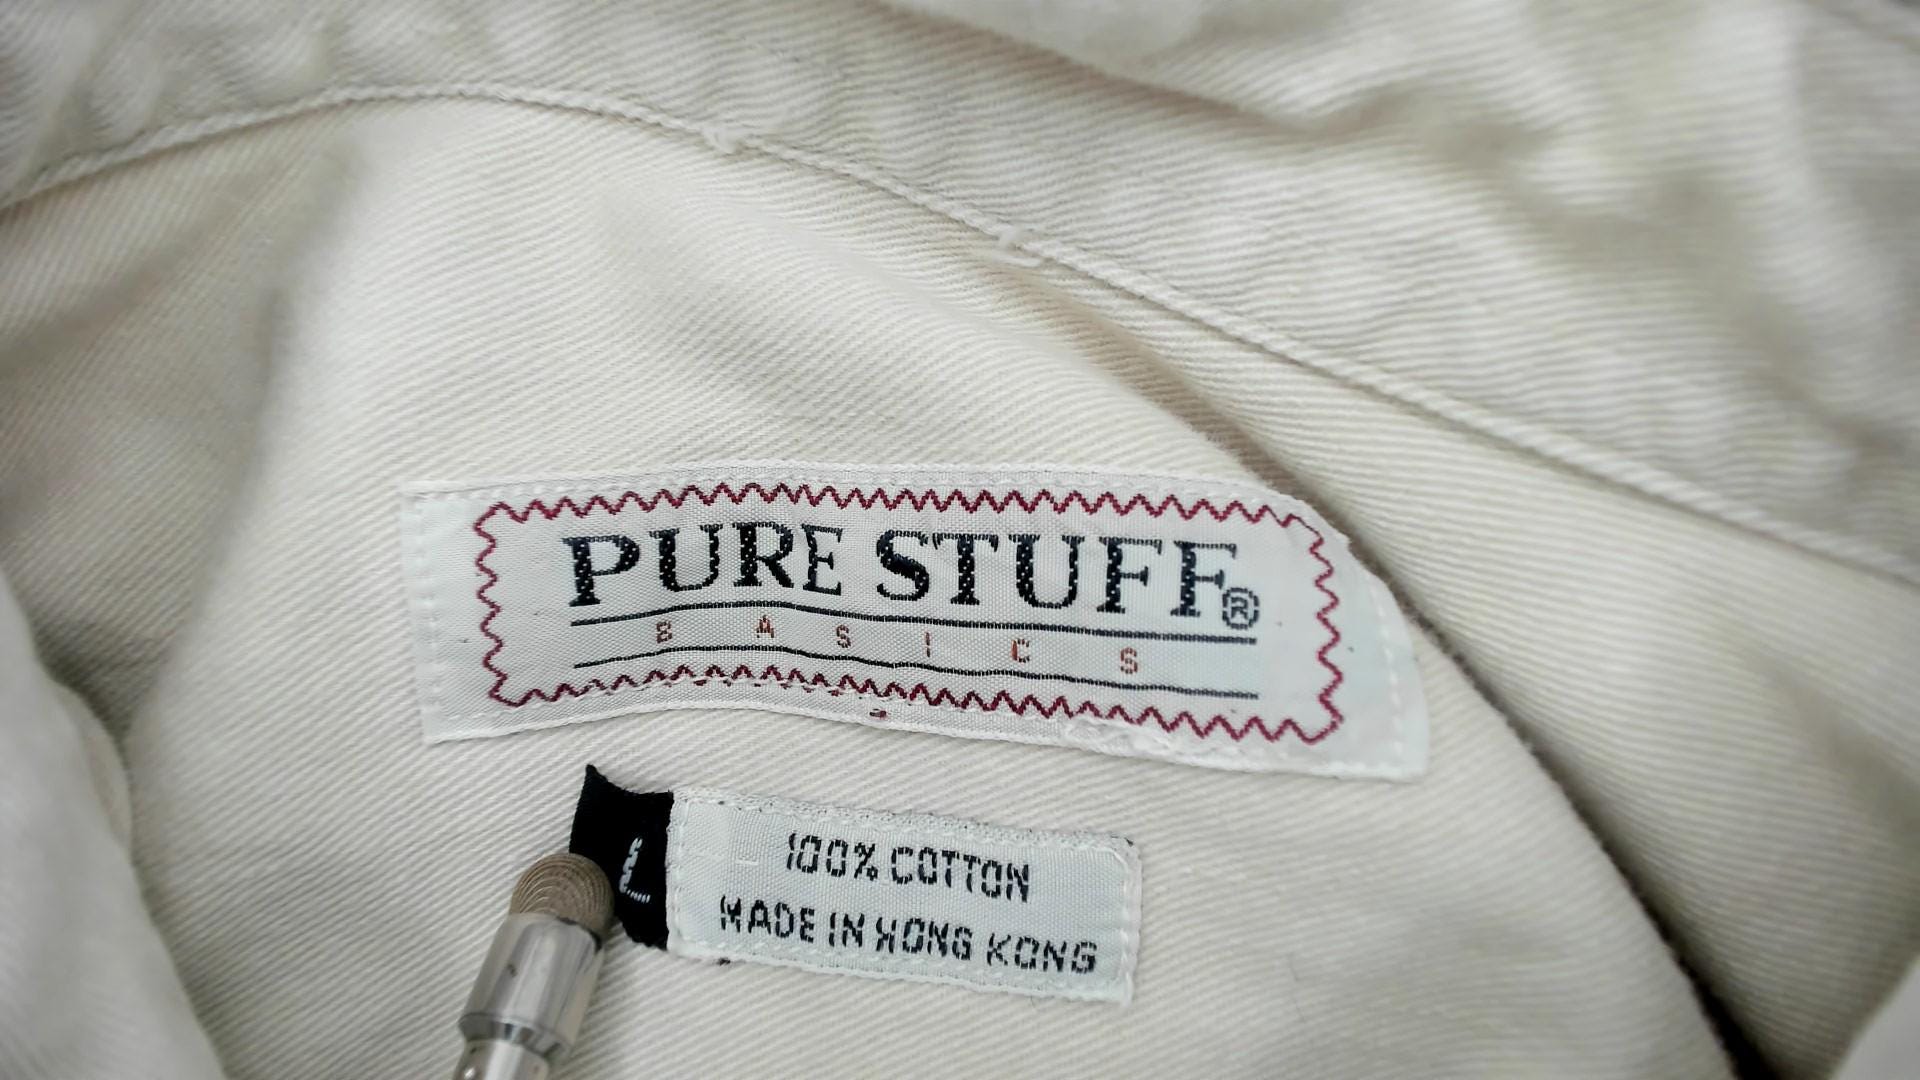 PURE STUFF®
BASICS
100% COTTON
MADE IN HONG KONG